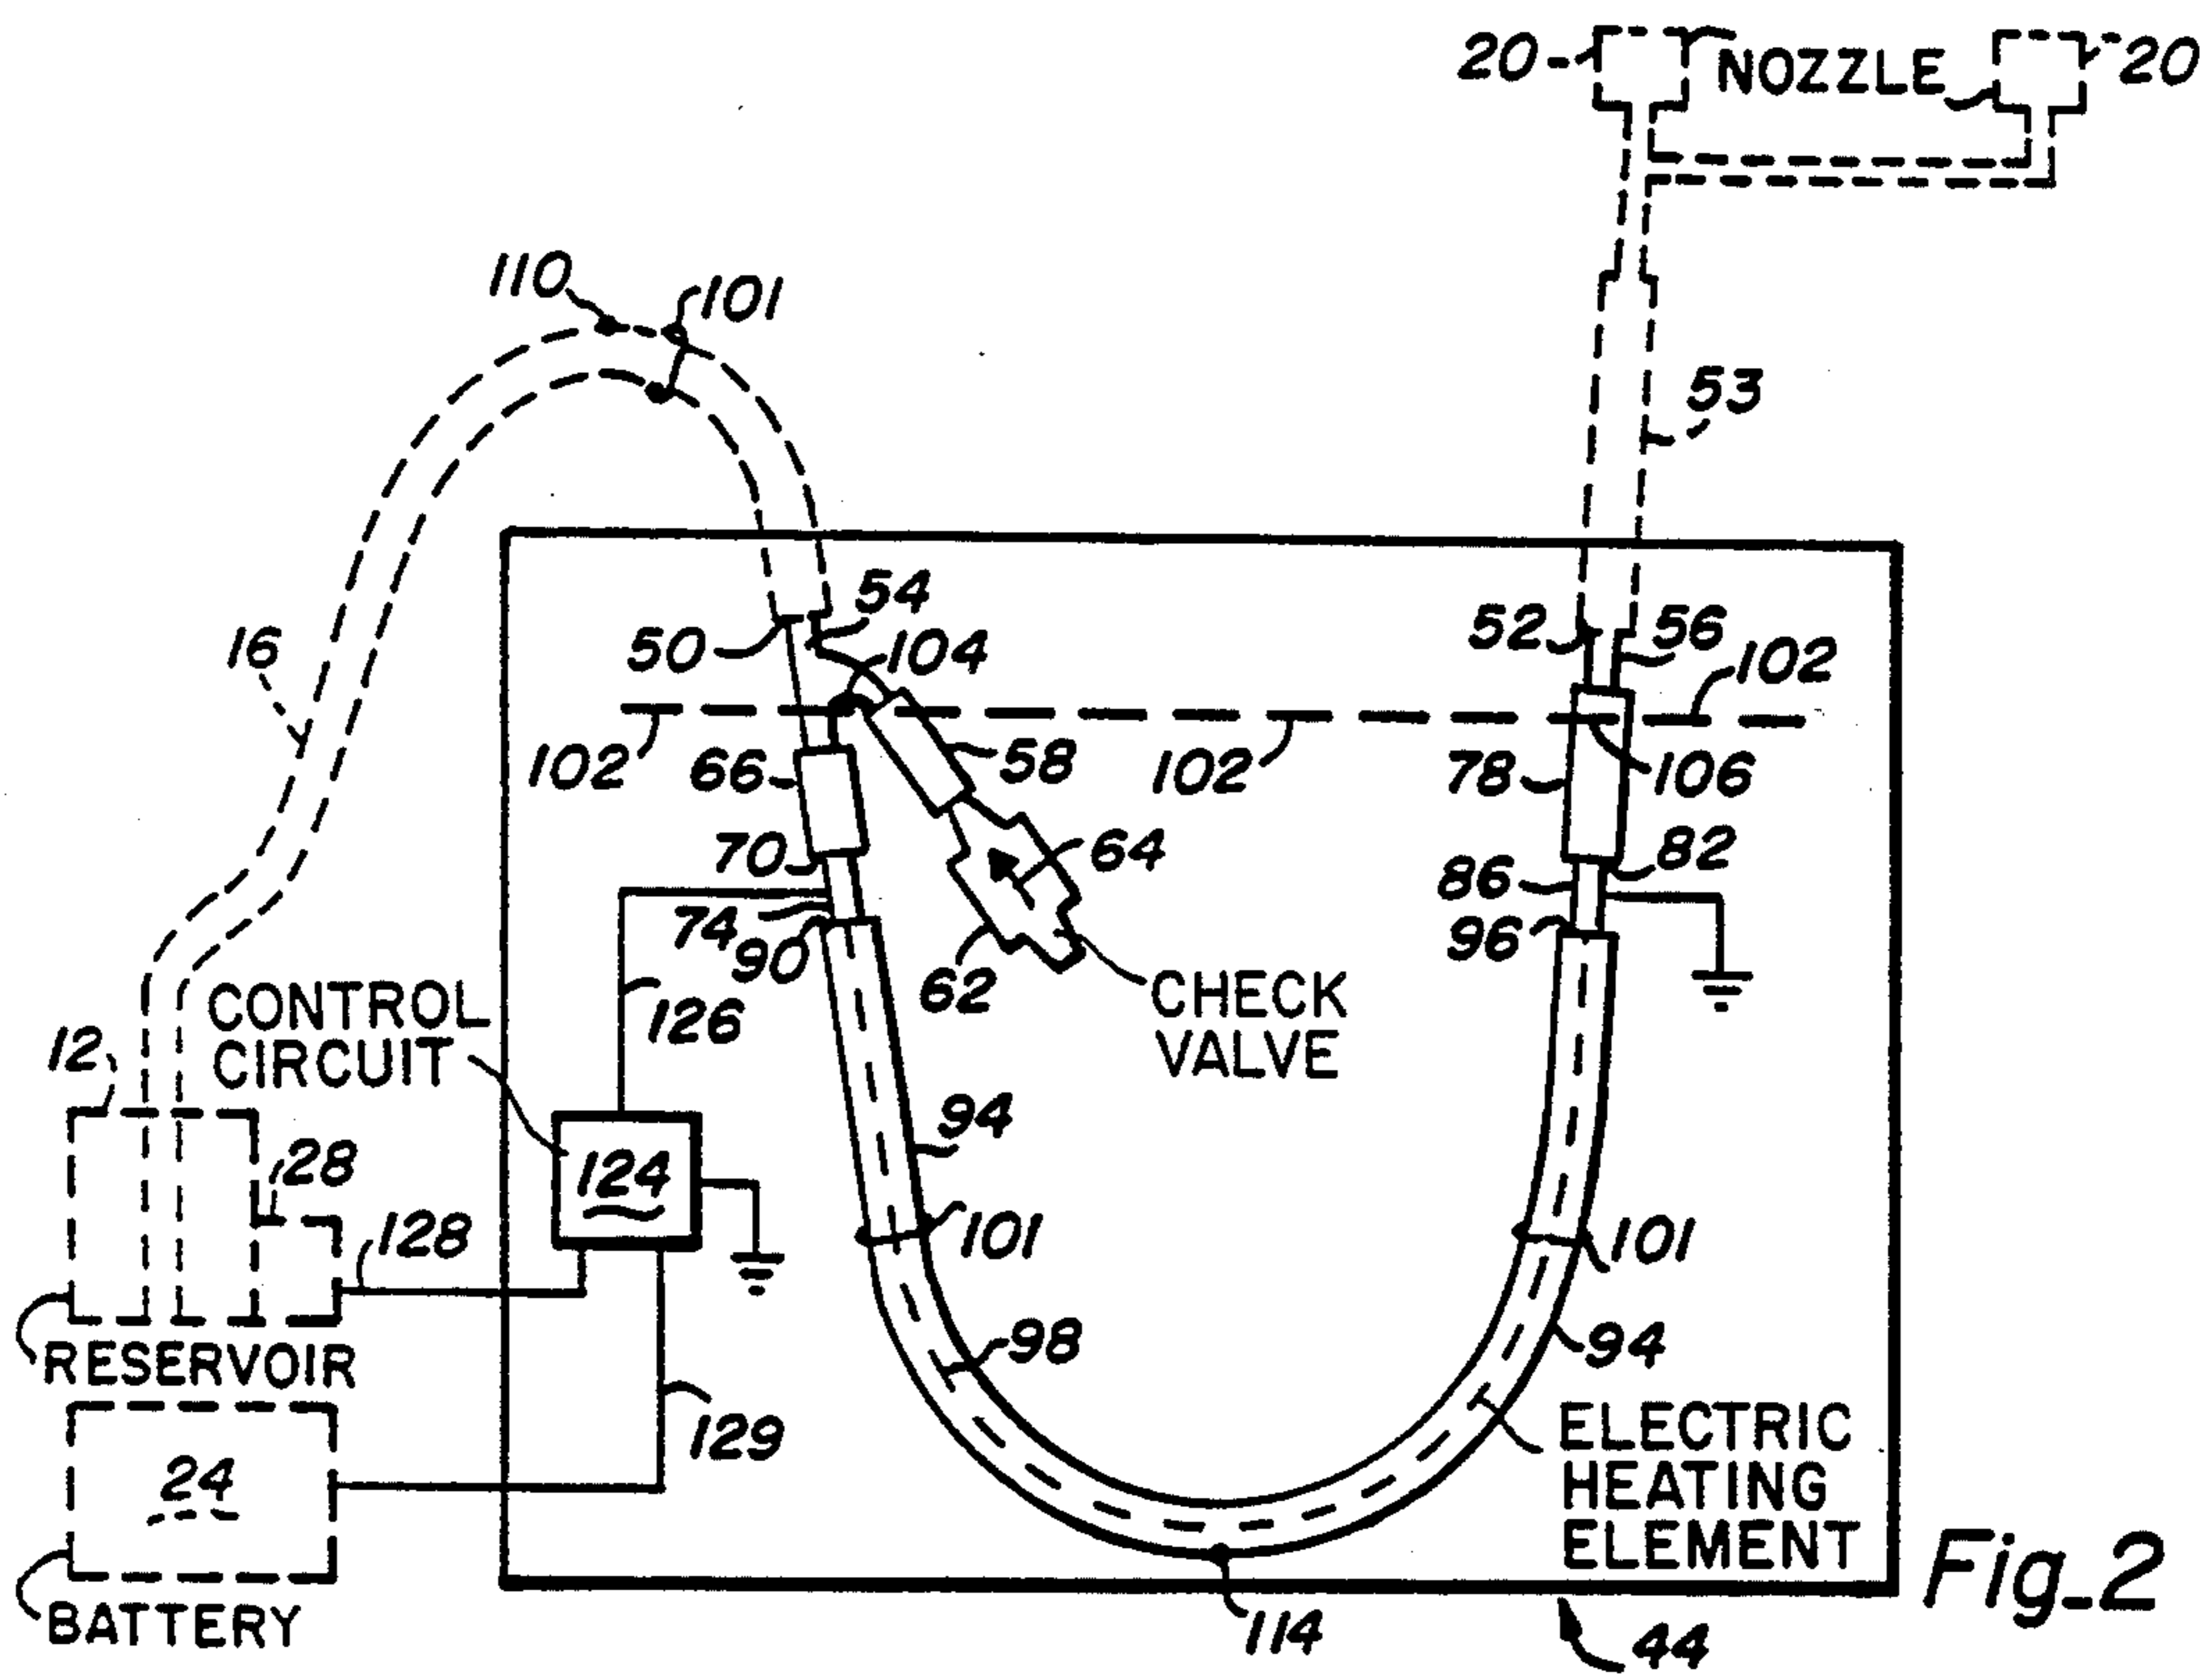 20 NOZZLE 20
110 101
53
16
54
50 104
52 56 102
102 66 58 102 78 106
70 64 86 82
74 90 62 96
CHECK
VALVE
CONTROL
CIRCUIT
126
12
94
28 124
128 101 101
98 94
RESERVOIR
129
ELECTRIC
HEATING
ELEMENT
24
BATTERY
114 44
Fig_2